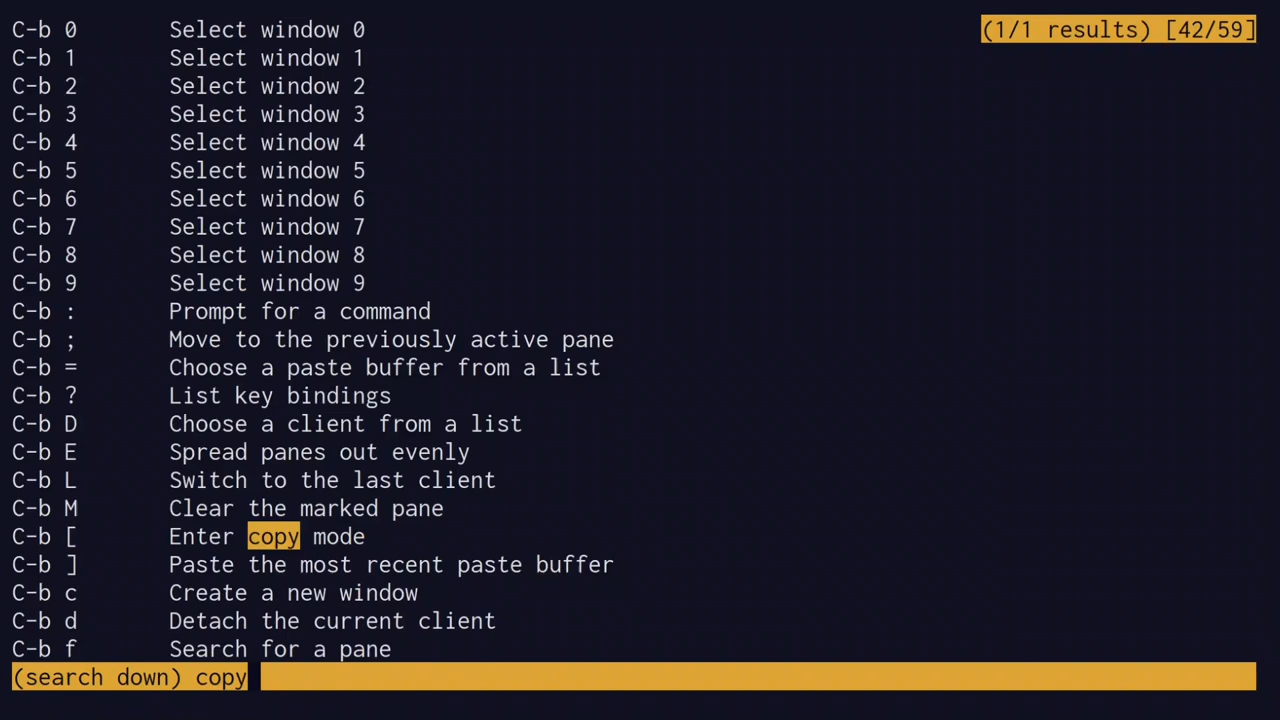 C-b 0       Select window 0                                               (1/1 results) [42/59]
C-b 1       Select window 1
C-b 2       Select window 2
C-b 3       Select window 3
C-b 4       Select window 4
C-b 5       Select window 5
C-b 6       Select window 6
C-b 7       Select window 7
C-b 8       Select window 8
C-b 9       Select window 9
C-b :       Prompt for a command
C-b ;       Move to the previously active pane
C-b =       Choose a paste buffer from a list
C-b ?       List key bindings
C-b D       Choose a client from a list
C-b E       Spread panes out evenly
C-b L       Switch to the last client
C-b M       Clear the marked pane
C-b [       Enter copy mode
C-b ]       Paste the most recent paste buffer
C-b c       Create a new window
C-b d       Detach the current client
C-b f       Search for a pane
(search down) copy